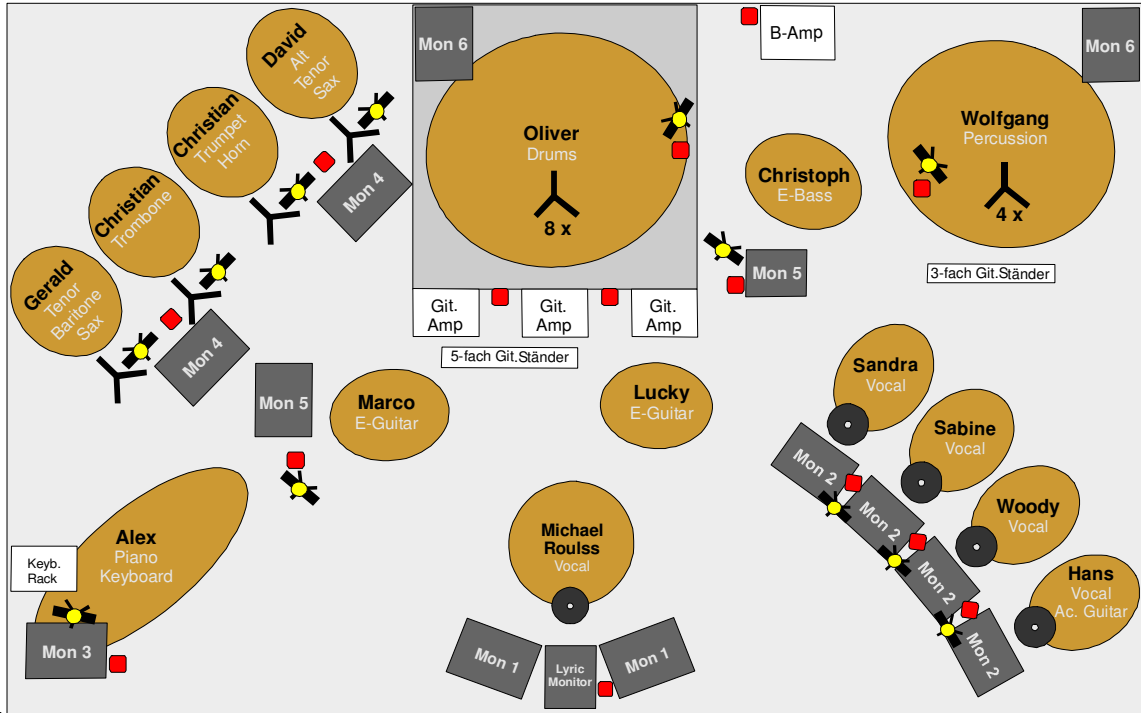 David
Alt
Tenor
Sax
Mon 6
B-Amp
Mon 6
Christian
Trumpet
Horn
Mon 4
Oliver
Drums
8 x
Wolfgang
Percussion
4 x
Christoph
E-Bass
Christian
Trombone
Gerald
Tenor
Baritone
Sax
Mon 4
Mon 5
3-fach Git.Ständer
Git.
Amp
Git.
Amp
Git.
Amp
5-fach Git.Ständer
Mon 5
Marco
E-Guitar
Lucky
E-Guitar
Sandra
Vocal
Sabine
Vocal
Woody
Vocal
Hans
Vocal
Ac. Guitar
Mon 2
Mon 2
Mon 2
Mon 2
Alex
Piano
Keyboard
Keyb.
Rack
Mon 3
Michael
Roulss
Vocal
Mon 1
Lyric
Monitor
Mon 1